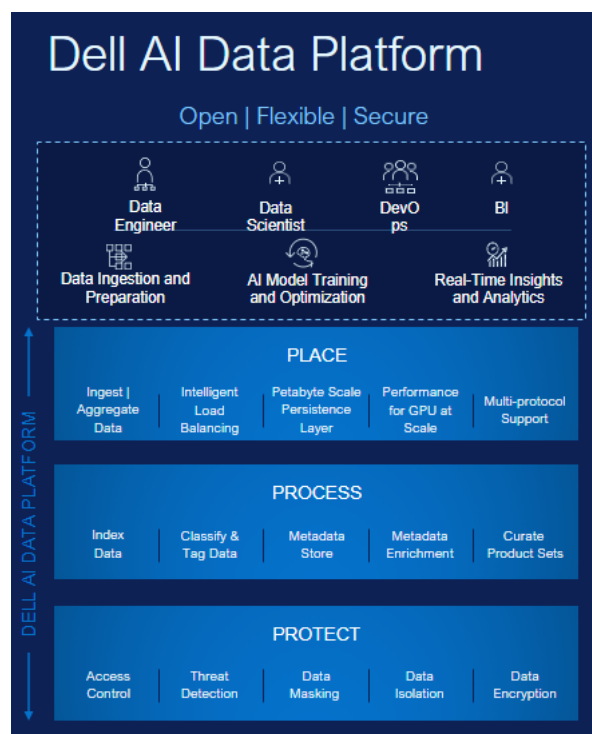 Dell AI Data Platform
Open | Flexible | Secure
Data
Engineer
Data
Scientist
DevO
ps
BI
Data Ingestion and
Preparation
AI Model Training
and Optimization
Real-Time Insights
and Analytics
DELL AI DATA PLATFORM
PLACE
Ingest |
Aggregate
Data
Intelligent
Load
Balancing
Petabyte Scale
Persistence
Layer
Performance
for GPU at
Scale
Multi-protocol
Support
PROCESS
Index
Data
Classify &
Tag Data
Metadata
Store
Metadata
Enrichment
Curate
Product Sets
PROTECT
Access
Control
Threat
Detection
Data
Masking
Data
Isolation
Data
Encryption